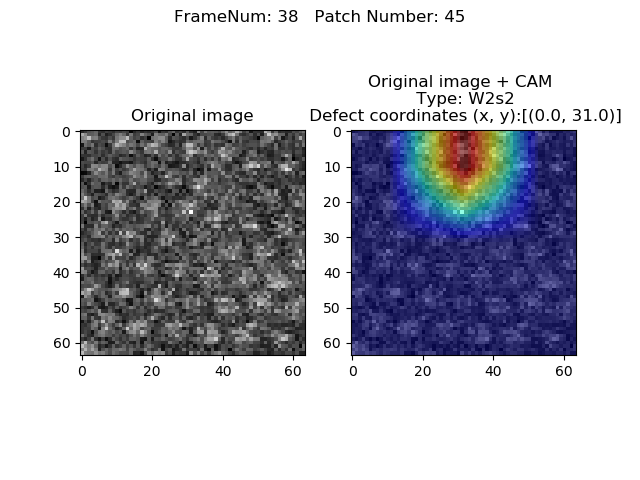 FrameNum: 38   Patch Number: 45
Original image
Original image + CAM
Type: W2s2
Defect coordinates (x, y):[(0.0, 31.0)]
0
10
20
30
40
50
60
0 20 40 60
0
10
20
30
40
50
60
0 20 40 60